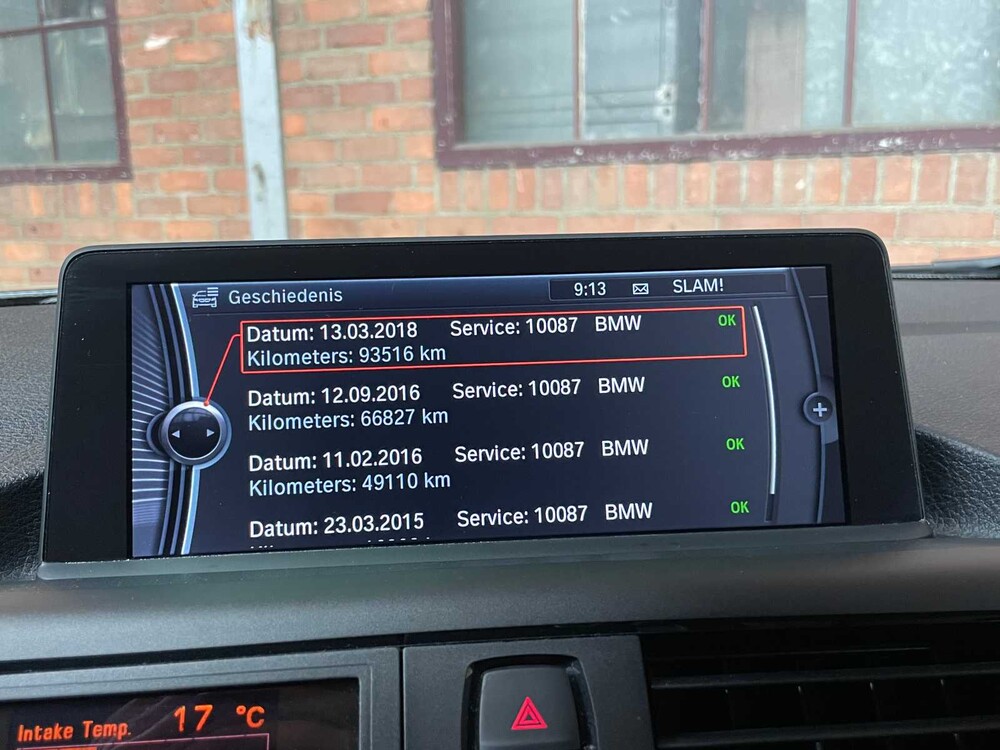 Geschiedenis 9:13 SLAM!
Datum: 13.03.2018 Service: 10087 BMW OK
Kilometers: 93516 km
Datum: 12.09.2016 Service: 10087 BMW OK
Kilometers: 66827 km
Datum: 11.02.2016 Service: 10087 BMW OK
Kilometers: 49110 km
Datum: 23.03.2015 Service: 10087 BMW OK
Intake Temp. 17 °C